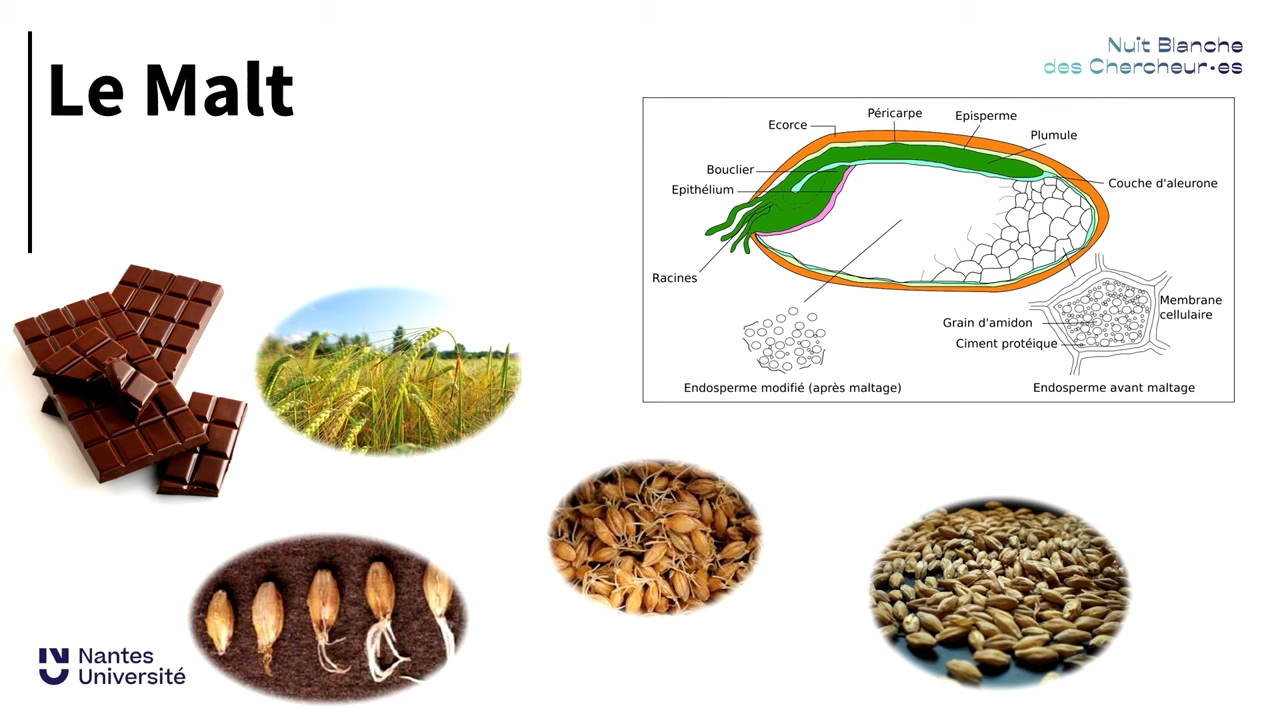 Le Malt
Nuit Blanche
des Chercheur•es
Péricarpe
Episperme
Ecorce
Plumule
Bouclier
Epithélium
Couche d'aleurone
Racines
Membrane
cellulaire
Grain d'amidon
Ciment protéique
Endosperme modifié (après maltage)
Endosperme avant maltage
Nantes
Université